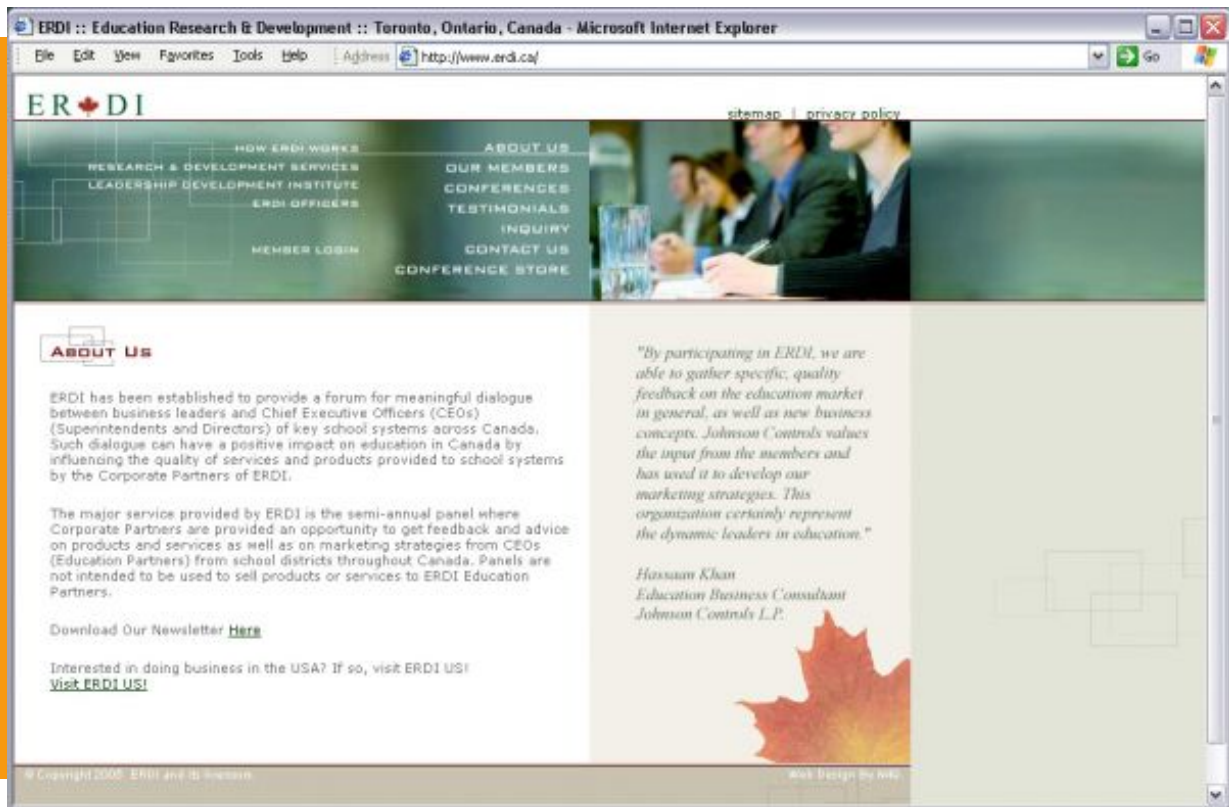 ERDI :: Education Research & Development :: Toronto, Ontario, Canada - Microsoft Internet Explorer
File Edit View Favorites Tools Help Address http://www.erdi.ca/ Go
ER DI
sitemap | privacy policy
HOW ERDI WORKS
RESEARCH & DEVELOPMENT SERVICES
LEADERSHIP DEVELOPMENT INSTITUTE
ERDI OFFICERS
MEMBER LOGIN
ABOUT US
OUR MEMBERS
CONFERENCES
TESTIMONIALS
INQUIRY
CONTACT US
CONFERENCE STORE
ABOUT US
ERDI has been established to provide a forum for meaningful dialogue
between business leaders and Chief Executive Officers (CEOs)
(Superintendents and Directors) of key school systems across Canada.
Such dialogue can have a positive impact on education in Canada by
influencing the quality of services and products provided to school systems
by the Corporate Partners of ERDI.
The major service provided by ERDI is the semi-annual panel where
Corporate Partners are provided an opportunity to get feedback and advice
on products and services as well as on marketing strategies from CEOs
(Education Partners) from school districts throughout Canada. Panels are
not intended to be used to sell products or services to ERDI Education
Partners.
Download Our Newsletter Here
Interested in doing business in the USA? If so, visit ERDI US!
Visit ERDI US!
"By participating in ERDI, we are
able to gather specific, quality
feedback on the education market
in general, as well as new business
concepts. Johnson Controls values
the input from the members and
has used it to develop our
marketing strategies. This
organization certainly represent
the dynamic leaders in education."
Hassaan Khan
Education Business Consultant
Johnson Controls L.P.
© Copyright 2005 ERDI and its
Web Design By